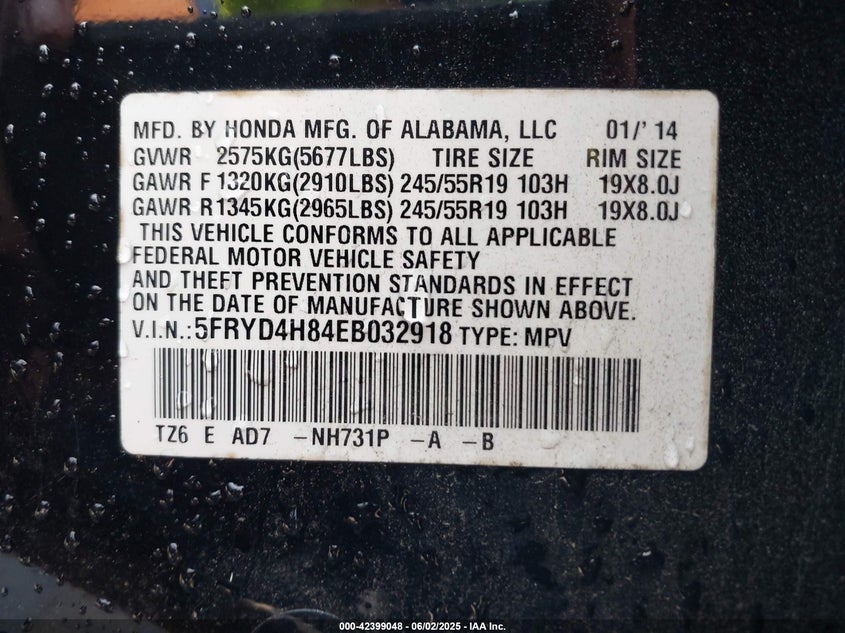 MFD. BY HONDA MFG. OF ALABAMA, LLC 01/' 14
GVWR 2575KG(5677LBS) TIRE SIZE RIM SIZE
GAWR F 1320KG(2910LBS) 245/55R19 103H 19X8.0J
GAWR R 1345KG(2965LBS) 245/55R19 103H 19X8.0J
THIS VEHICLE CONFORMS TO ALL APPLICABLE
FEDERAL MOTOR VEHICLE SAFETY
AND THEFT PREVENTION STANDARDS IN EFFECT
ON THE DATE OF MANUFACTURE SHOWN ABOVE.
V.I.N.: 5FRYD4H84EB032918 TYPE: MPV
TZ6 E AD7 -NH731P -A -B
000-42399048 - 06/02/2025 - IAA Inc.